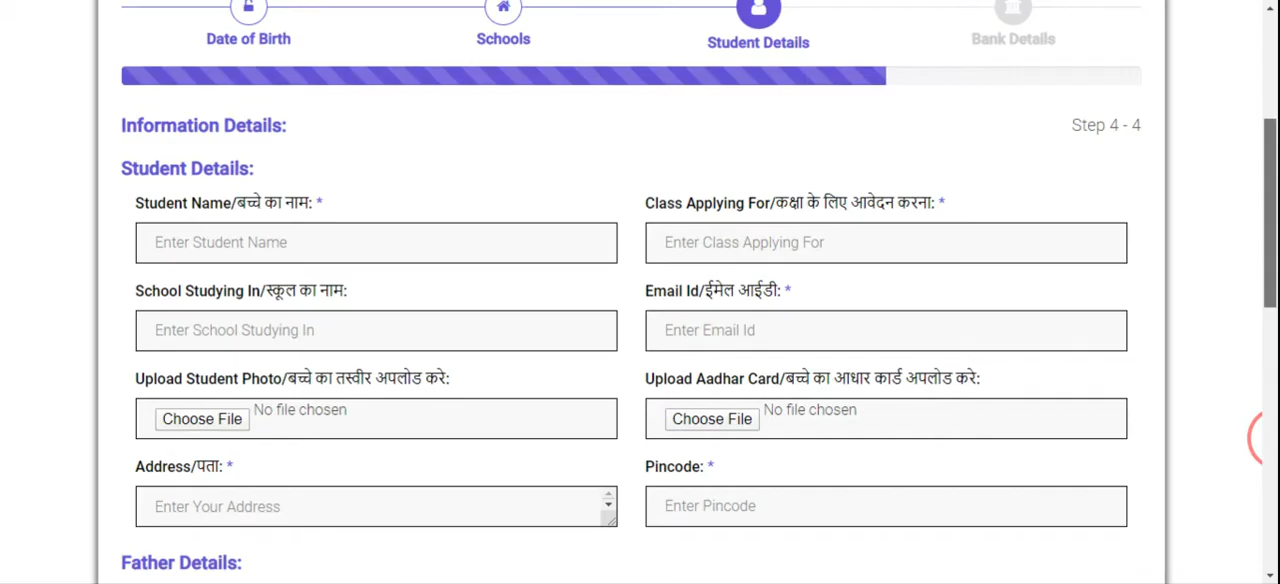 Date of Birth
Schools
Student Details
Bank Details
Information Details:
Step 4 - 4
Student Details:
Student Name/बच्चे का नाम: *
Class Applying For/कक्षा के लिए आवेदन करना: *
Enter Student Name
Enter Class Applying For
School Studying In/स्कूल का नाम:
Email Id/ईमेल आईडी: *
Enter School Studying In
Enter Email Id
Upload Student Photo/बच्चे का तस्वीर अपलोड करे:
Upload Aadhar Card/बच्चे का आधार कार्ड अपलोड करे:
Choose File No file chosen
Choose File No file chosen
Address/पता: *
Pincode: *
Enter Your Address
Enter Pincode
Father Details: